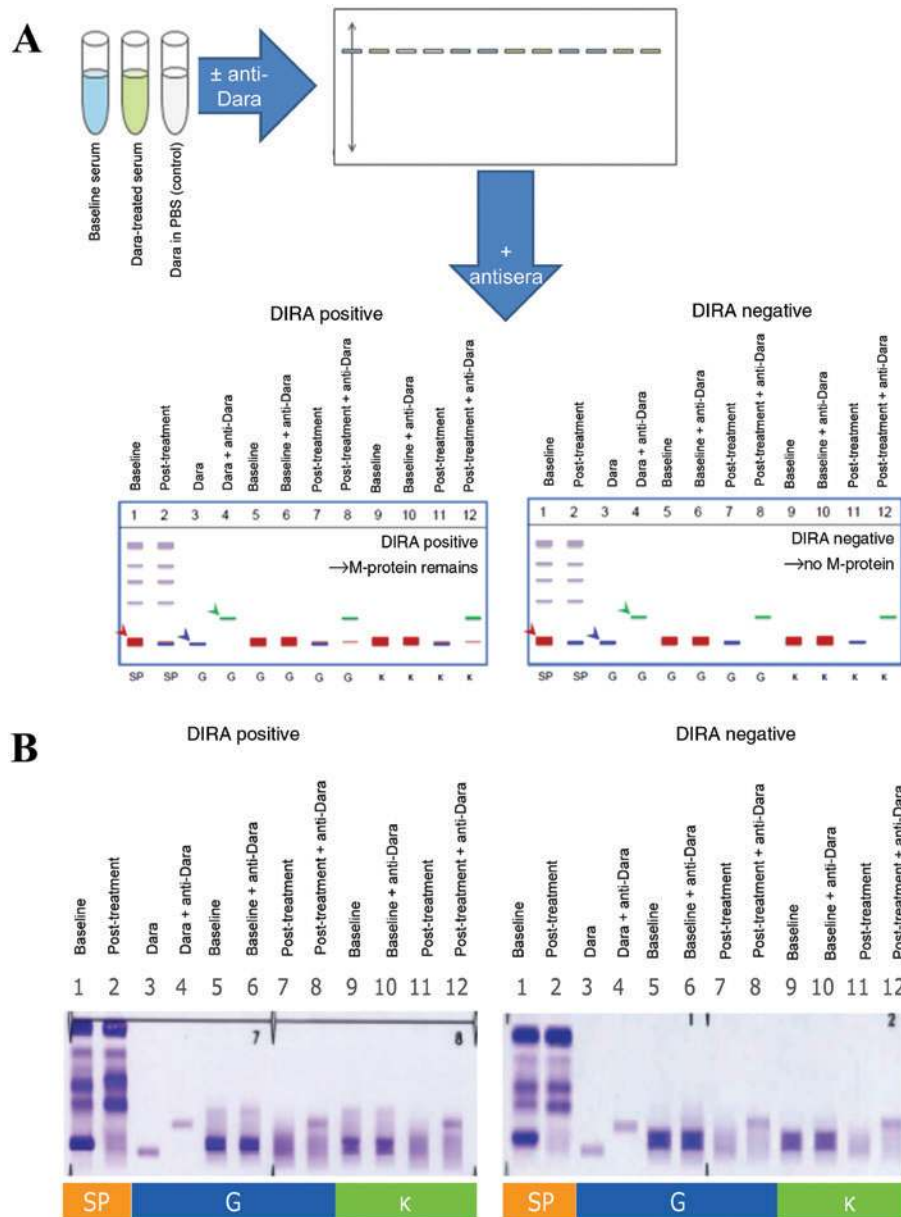 A
± anti-
Dara
Baseline serum
Dara-treated serum
Dara in PBS (control)
+
antisera
DIRA positive
Baseline
Post-treatment
Dara
Dara + anti-Dara
Baseline
Baseline + anti-Dara
Post-treatment
Post-treatment + anti-Dara
Baseline
Baseline + anti-Dara
Post-treatment
Post-treatment + anti-Dara
1 2 3 4 5 6 7 8 9 10 11 12
DIRA positive
→M-protein remains
SP SP G G G G G G κ κ κ κ
DIRA negative
Baseline
Post-treatment
Dara
Dara + anti-Dara
Baseline
Baseline + anti-Dara
Post-treatment
Post-treatment + anti-Dara
Baseline
Baseline + anti-Dara
Post-treatment
Post-treatment + anti-Dara
1 2 3 4 5 6 7 8 9 10 11 12
DIRA negative
→no M-protein
SP SP G G G G G G κ κ κ κ
B
DIRA positive
Baseline
Post-treatment
Dara
Dara + anti-Dara
Baseline
Baseline + anti-Dara
Post-treatment
Post-treatment + anti-Dara
Baseline
Baseline + anti-Dara
Post-treatment
Post-treatment + anti-Dara
1 2 3 4 5 6 7 8 9 10 11 12
7 8
SP G κ
DIRA negative
Baseline
Post-treatment
Dara
Dara + anti-Dara
Baseline
Baseline + anti-Dara
Post-treatment
Post-treatment + anti-Dara
Baseline
Baseline + anti-Dara
Post-treatment
Post-treatment + anti-Dara
1 2 3 4 5 6 7 8 9 10 11 12
1 2
SP G κ